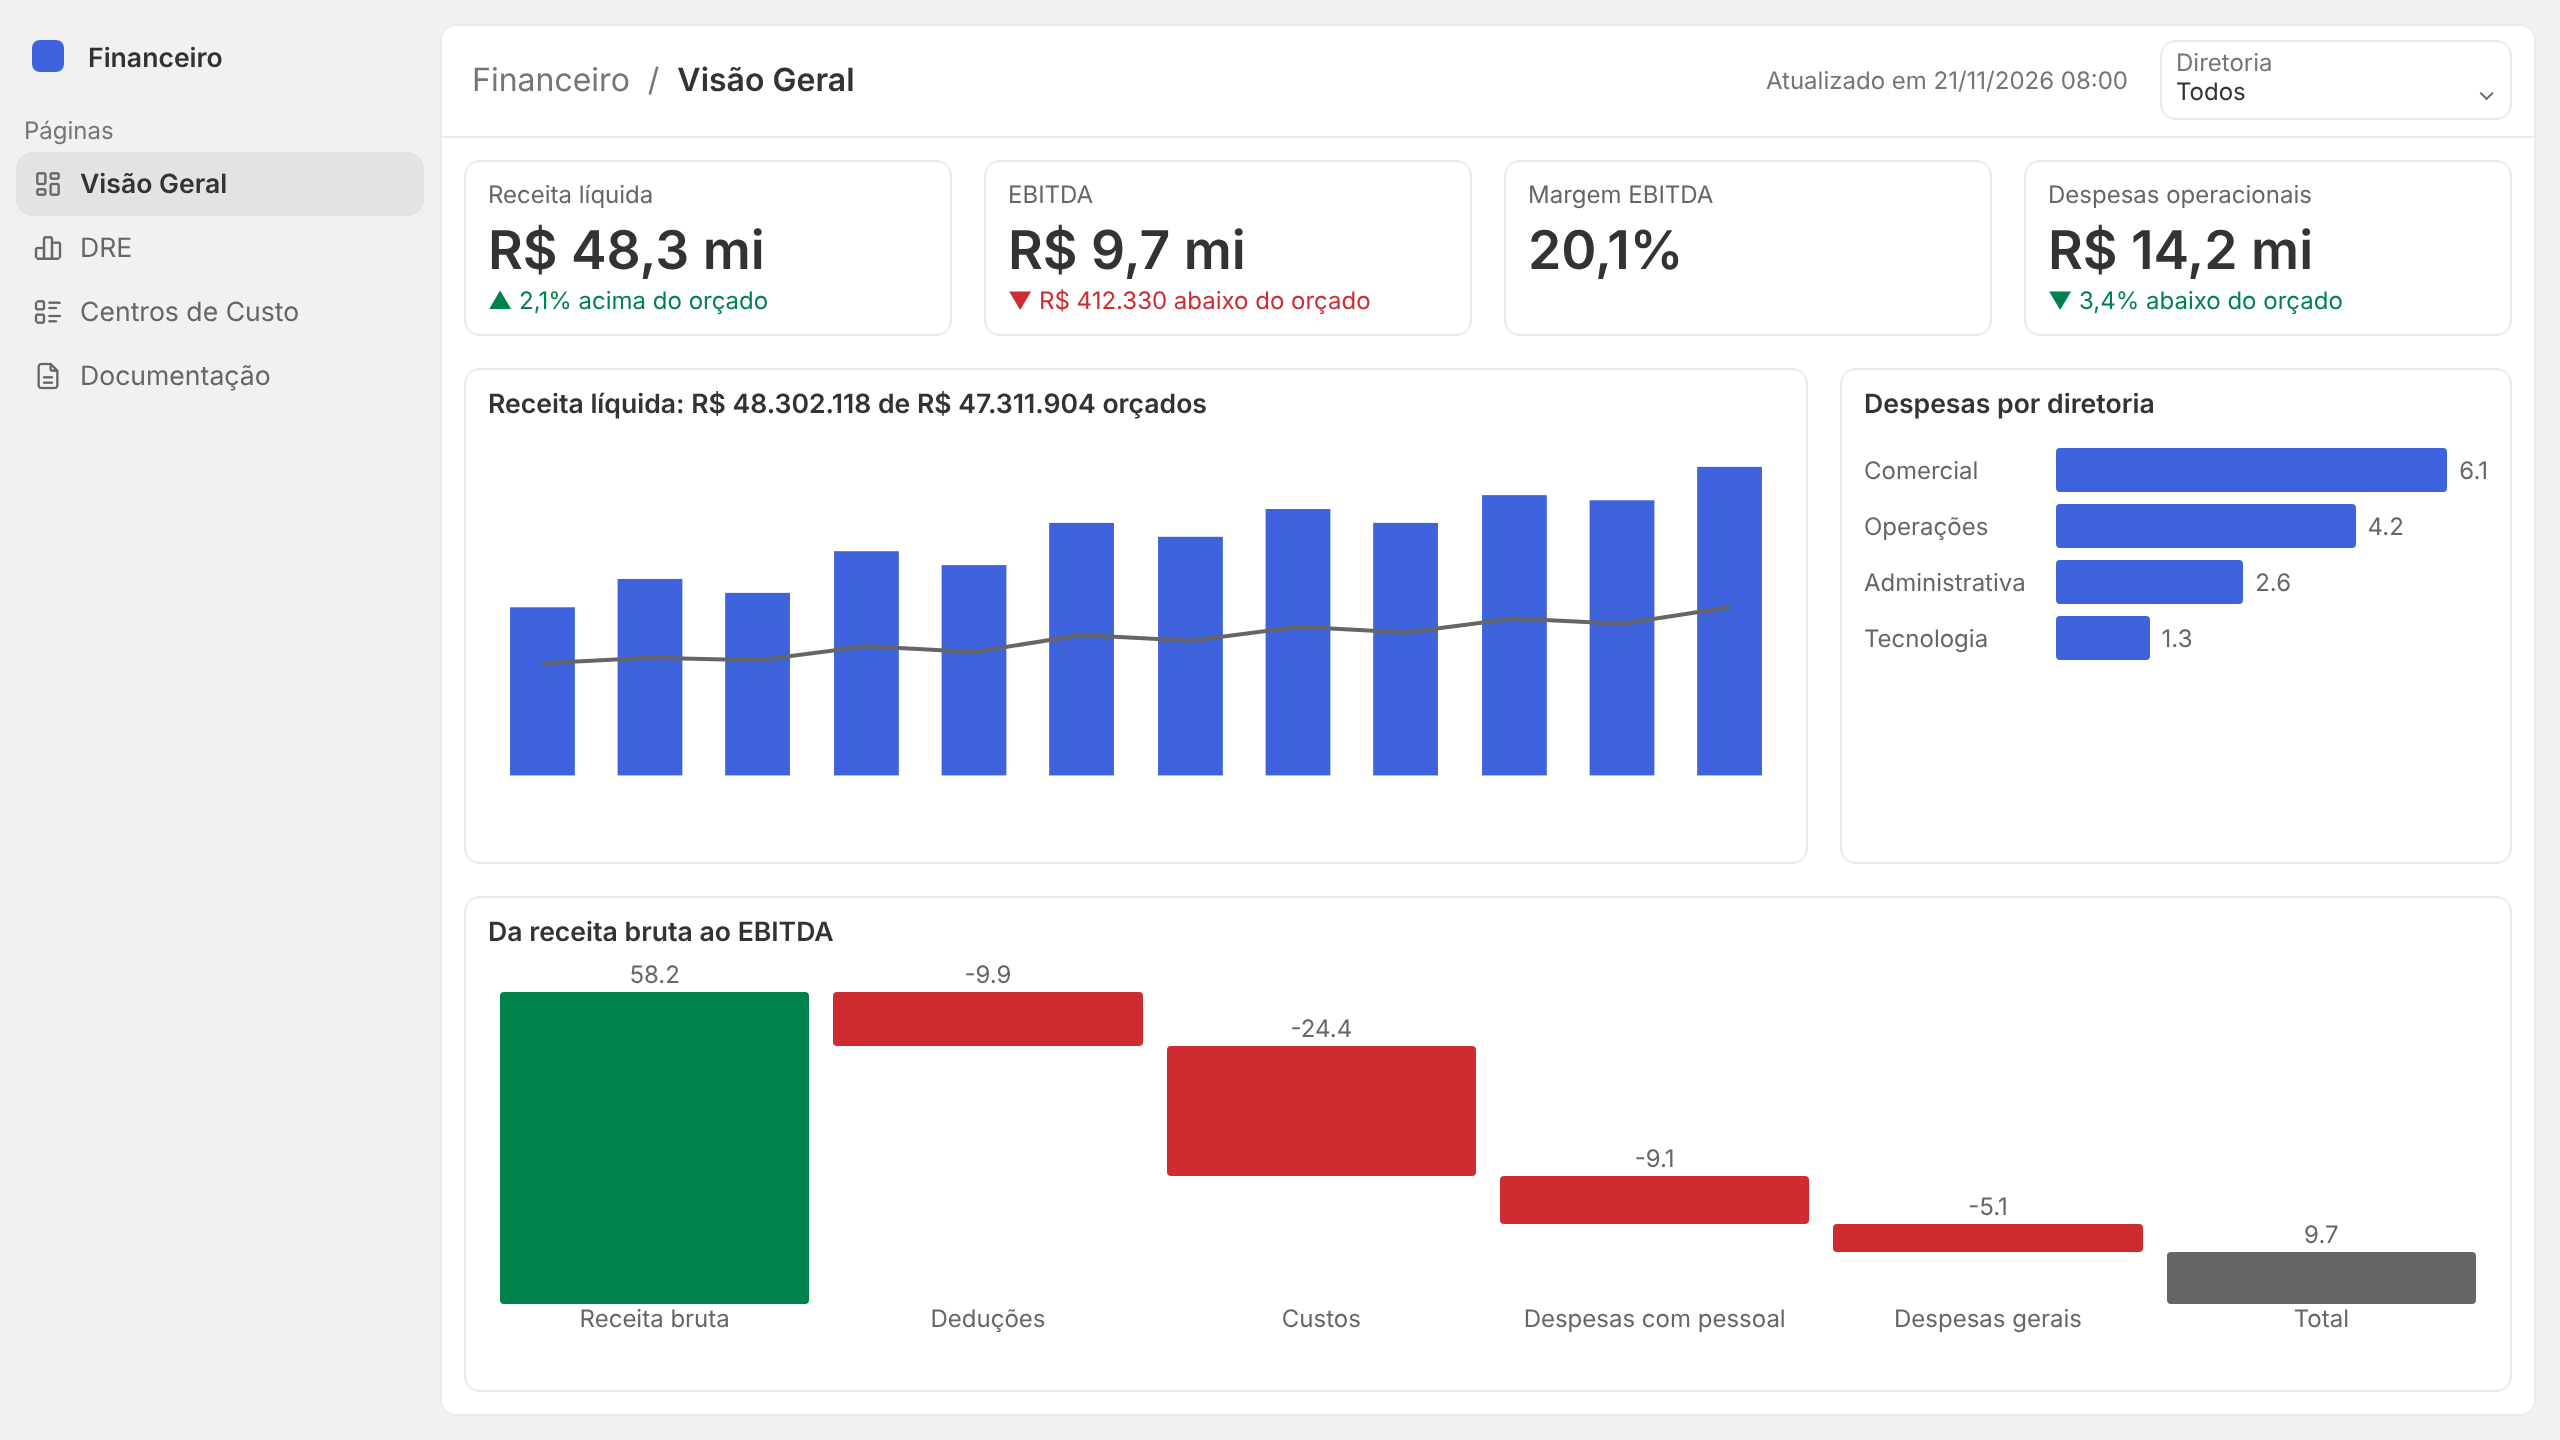 Financeiro
Páginas
Visão Geral
DRE
Centros de Custo
Documentação
Financeiro / Visão Geral
Atualizado em 21/11/2026 08:00
Diretoria
Todos
Receita líquida
R$ 48,3 mi
▲ 2,1% acima do orçado
EBITDA
R$ 9,7 mi
▼ R$ 412.330 abaixo do orçado
Margem EBITDA
20,1%
Despesas operacionais
R$ 14,2 mi
▼ 3,4% abaixo do orçado
Receita líquida: R$ 48.302.118 de R$ 47.311.904 orçados
Despesas por diretoria
Comercial 6.1
Operações 4.2
Administrativa 2.6
Tecnologia 1.3
Da receita bruta ao EBITDA
58.2
-9.9
-24.4
-9.1
-5.1
9.7
Receita bruta
Deduções
Custos
Despesas com pessoal
Despesas gerais
Total